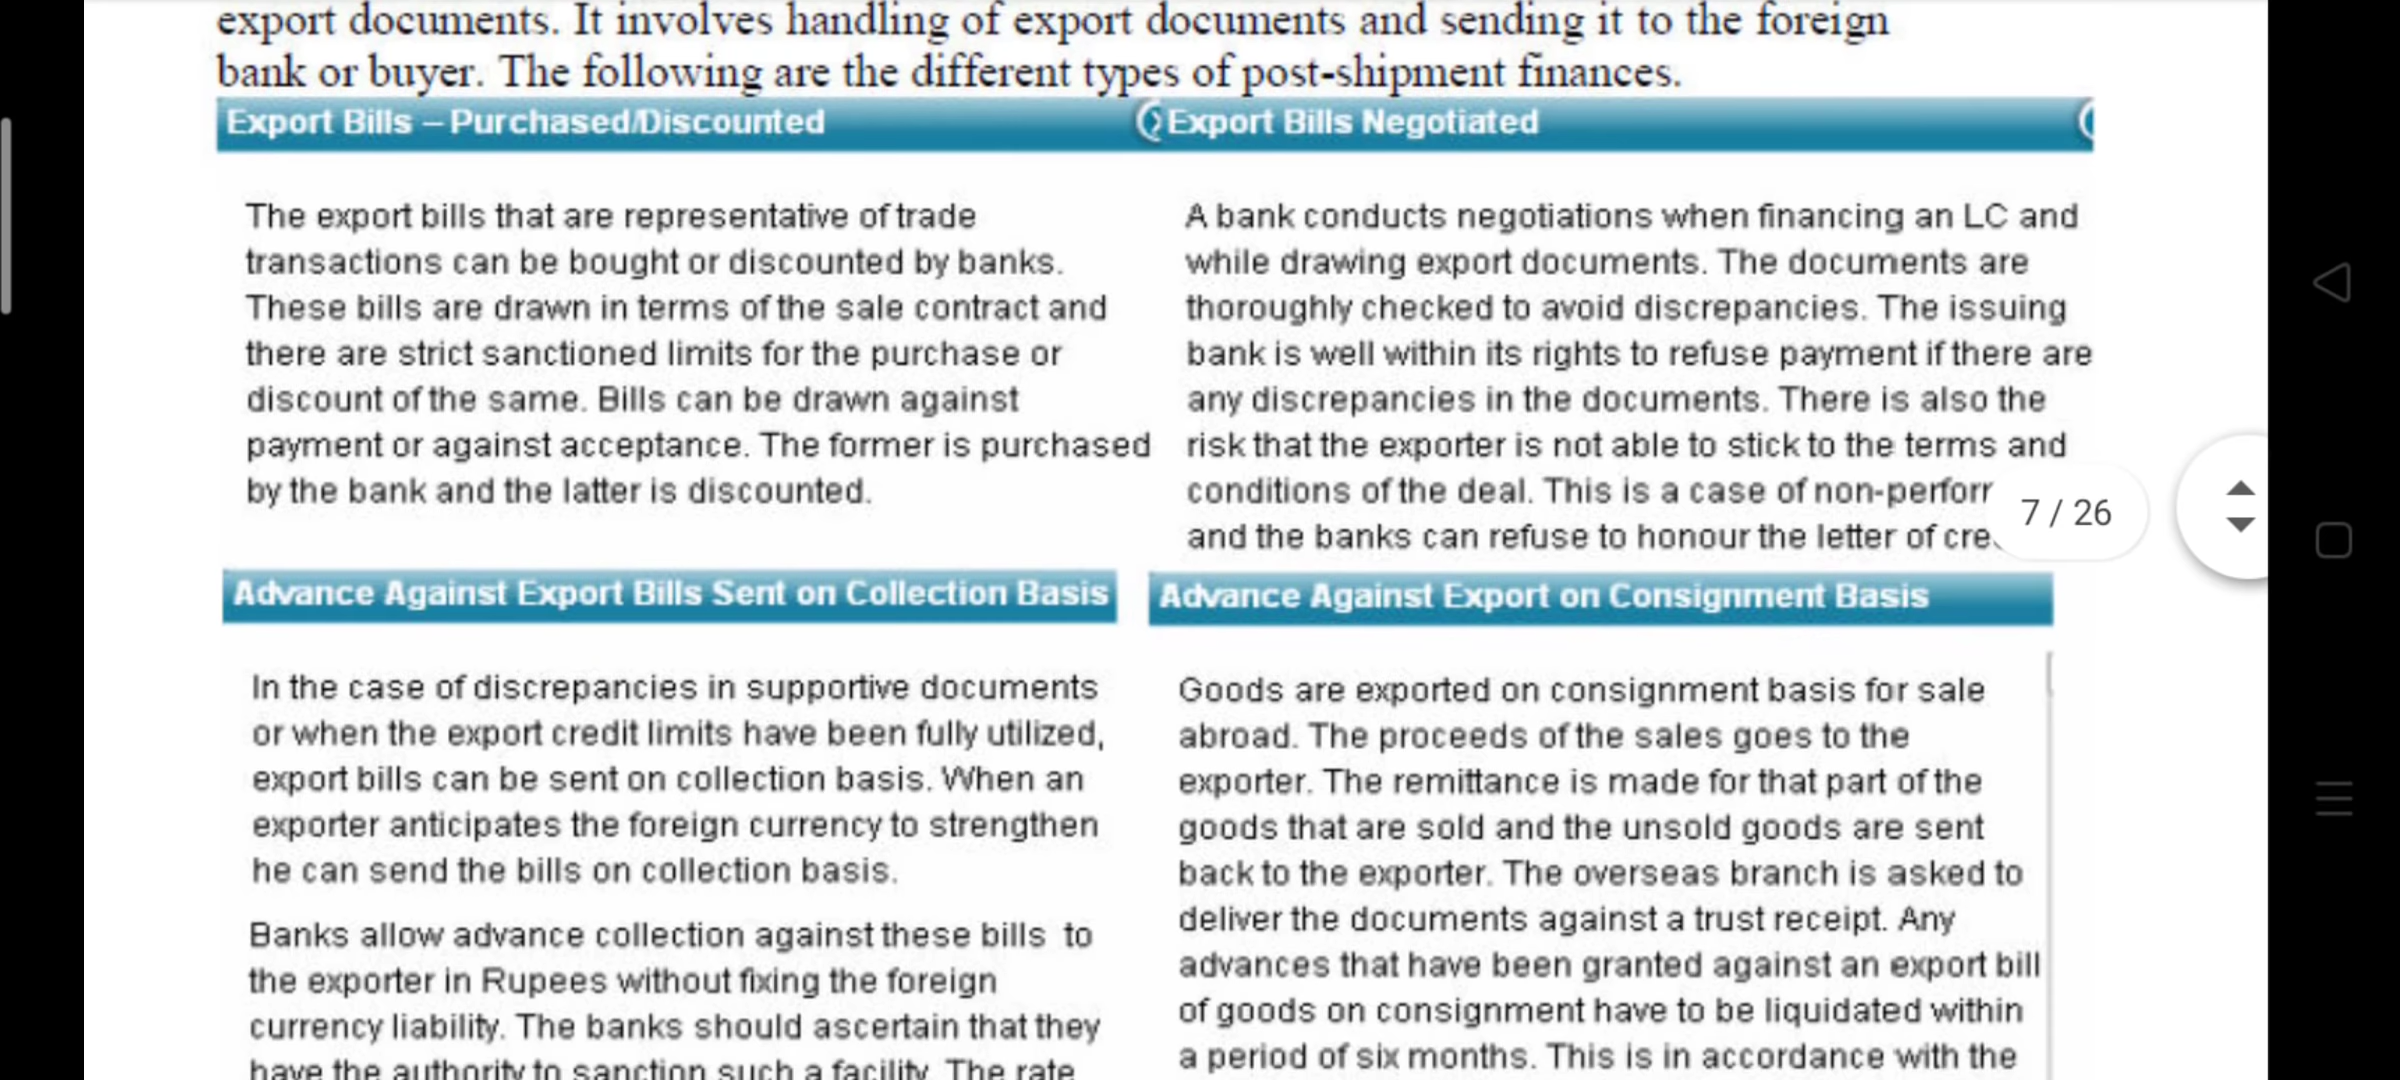 export documents. It involves handling of export documents and sending it to the foreign
bank or buyer. The following are the different types of post-shipment finances.
Export Bills – Purchased/Discounted
The export bills that are representative of trade
transactions can be bought or discounted by banks.
These bills are drawn in terms of the sale contract and
there are strict sanctioned limits for the purchase or
discount of the same. Bills can be drawn against
payment or against acceptance. The former is purchased
by the bank and the latter is discounted.
Export Bills Negotiated
A bank conducts negotiations when financing an LC and
while drawing export documents. The documents are
thoroughly checked to avoid discrepancies. The issuing
bank is well within its rights to refuse payment if there are
any discrepancies in the documents. There is also the
risk that the exporter is not able to stick to the terms and
conditions of the deal. This is a case of
and the banks can refuse to honour the letter of
7 / 26
Advance Against Export Bills Sent on Collection Basis
In the case of discrepancies in supportive documents
or when the export credit limits have been fully utilized,
export bills can be sent on collection basis. When an
exporter anticipates the foreign currency to strengthen
he can send the bills on collection basis.
Banks allow advance collection against these bills to
the exporter in Rupees without fixing the foreign
currency liability. The banks should ascertain that they
have the authority to sanction such a facility. The rate
Advance Against Export on Consignment Basis
Goods are exported on consignment basis for sale
abroad. The proceeds of the sales goes to the
exporter. The remittance is made for that part of the
goods that are sold and the unsold goods are sent
back to the exporter. The overseas branch is asked to
deliver the documents against a trust receipt. Any
advances that have been granted against an export bill
of goods on consignment have to be liquidated within
a period of six months. This is in accordance with the